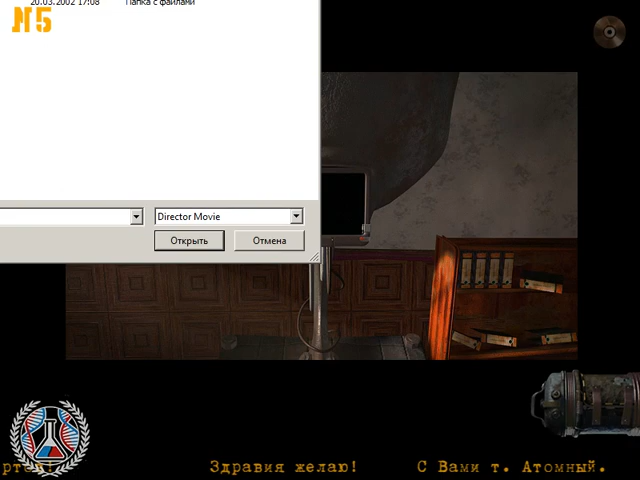 20.03.2002 17:08 Папка с файлами
N5
Director Movie
Открыть Отмена
Здравия желаю! С Вами т. Атомный.